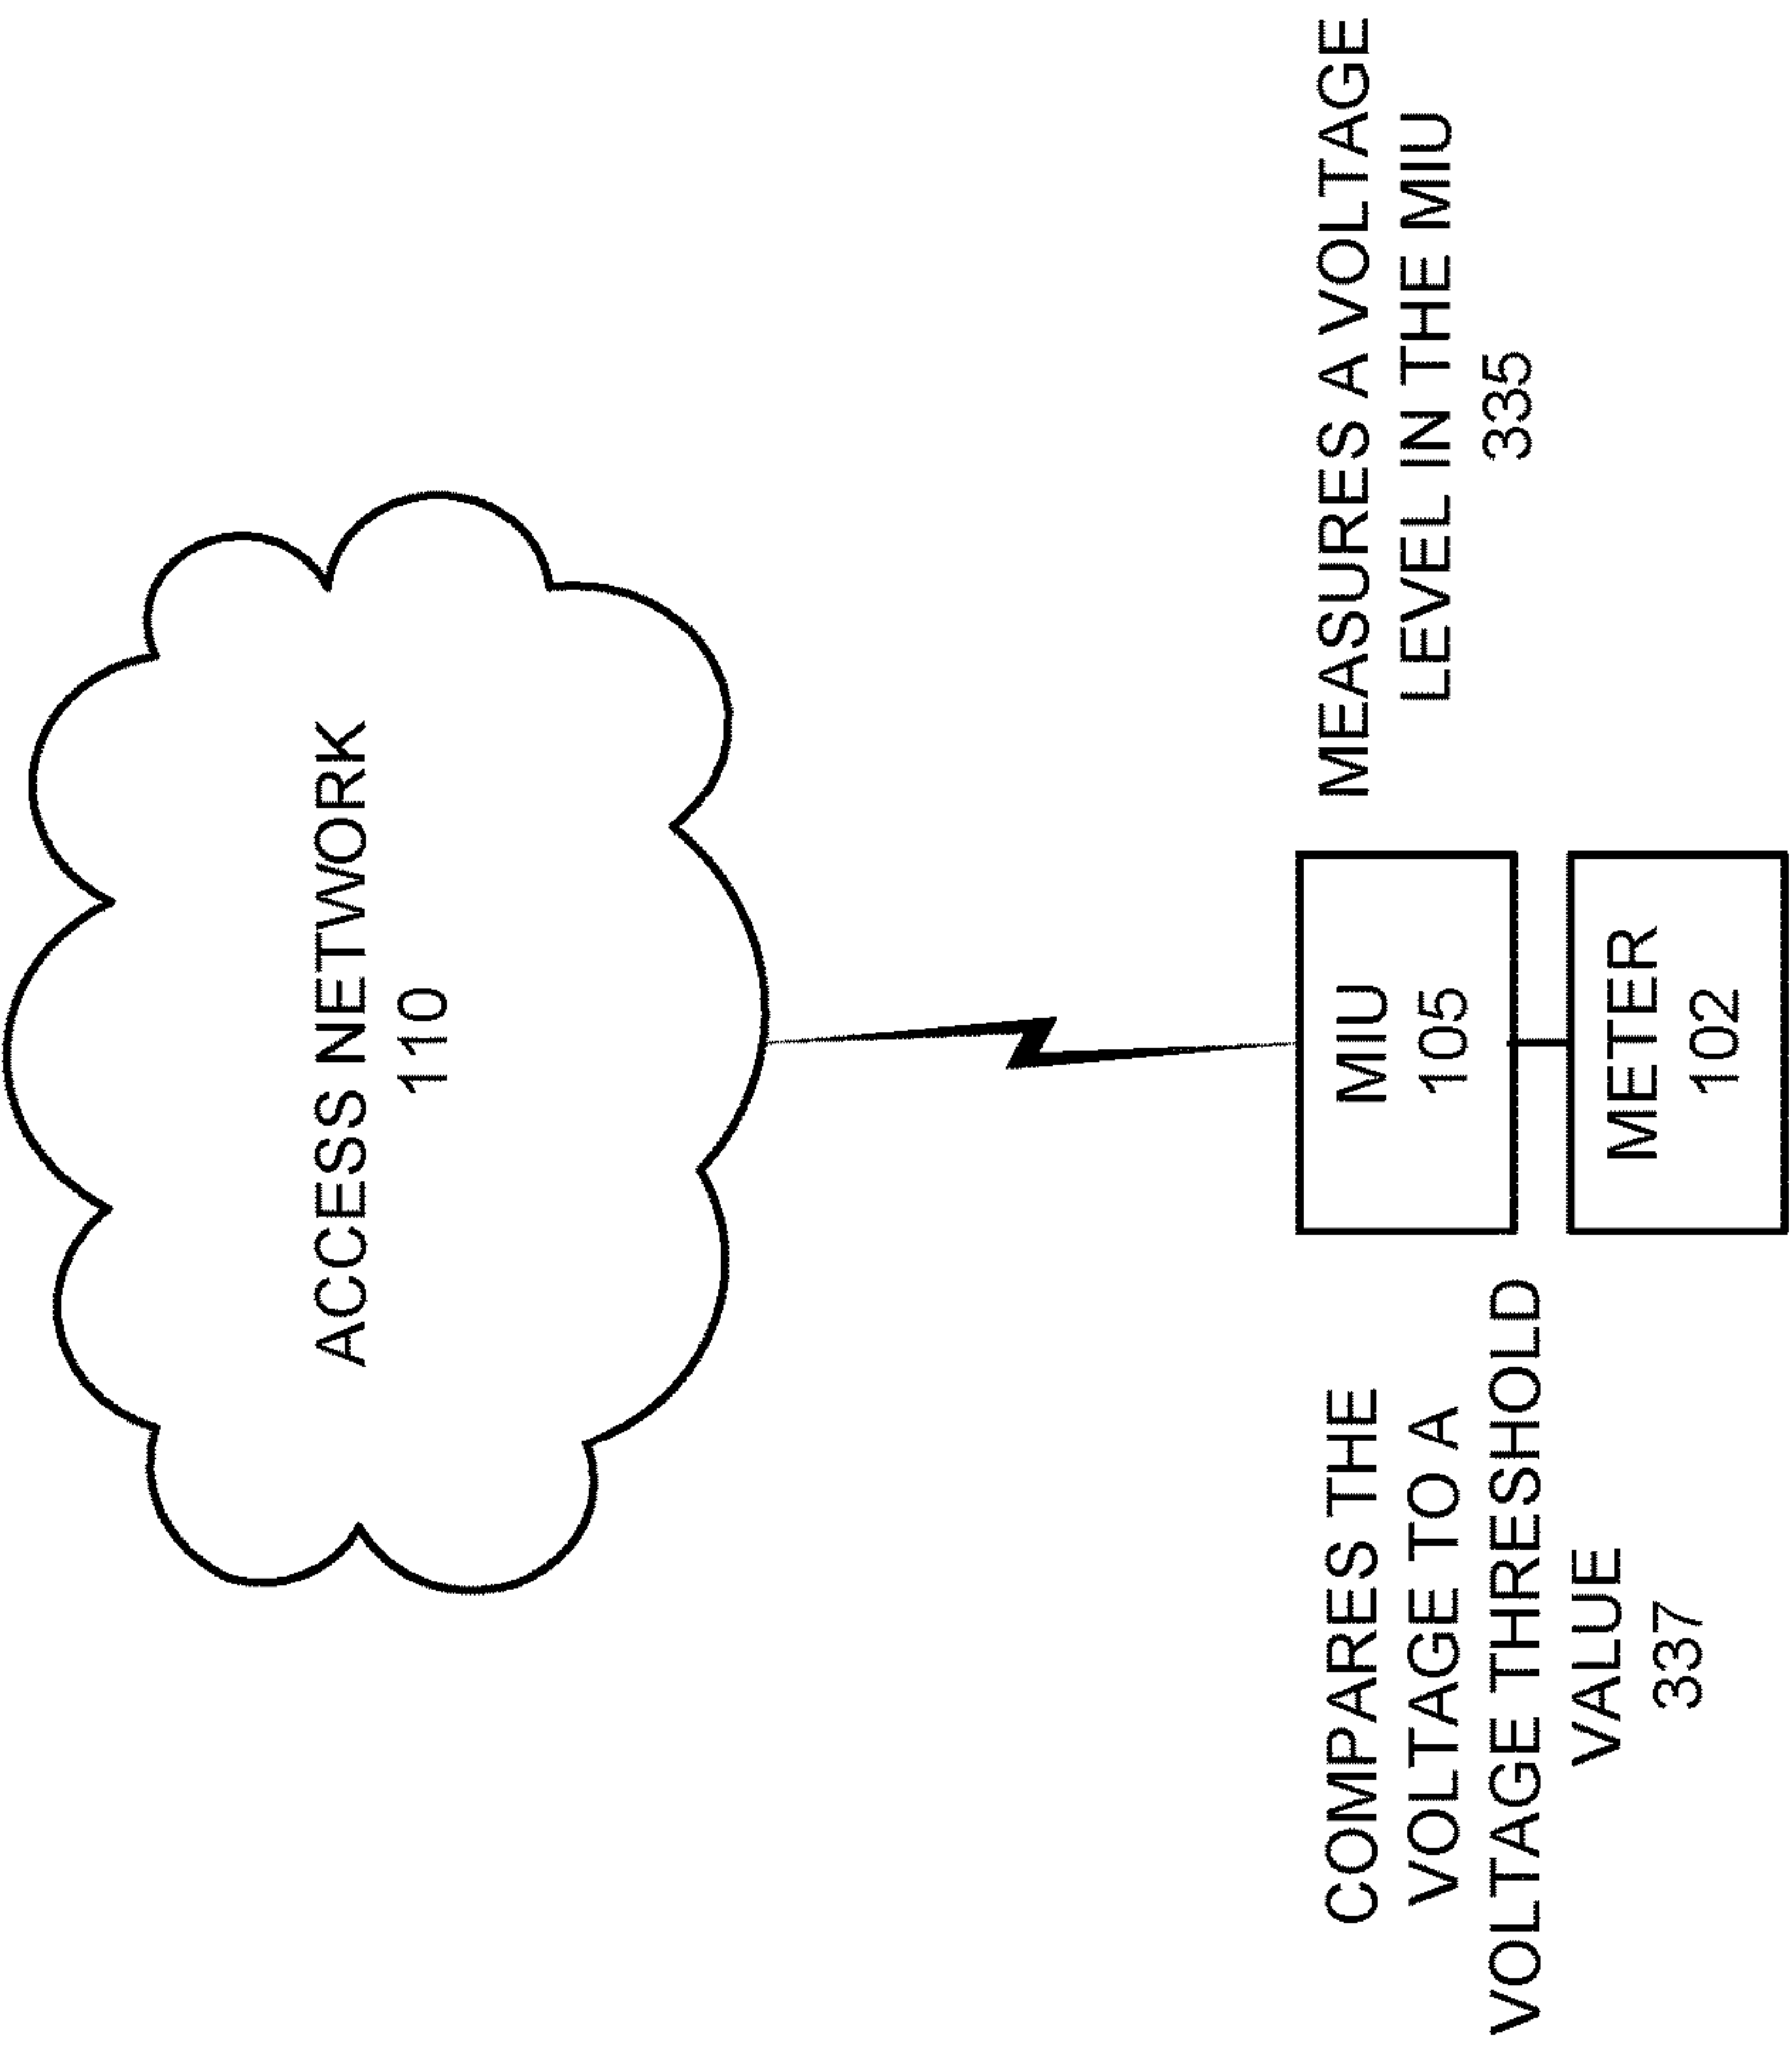 ACCESS NETWORK
110
MIU
105
METER
102
COMPARES THE
VOLTAGE TO A
VOLTAGE THRESHOLD
VALUE
337
MEASURES A VOLTAGE
LEVEL IN THE MIU
335